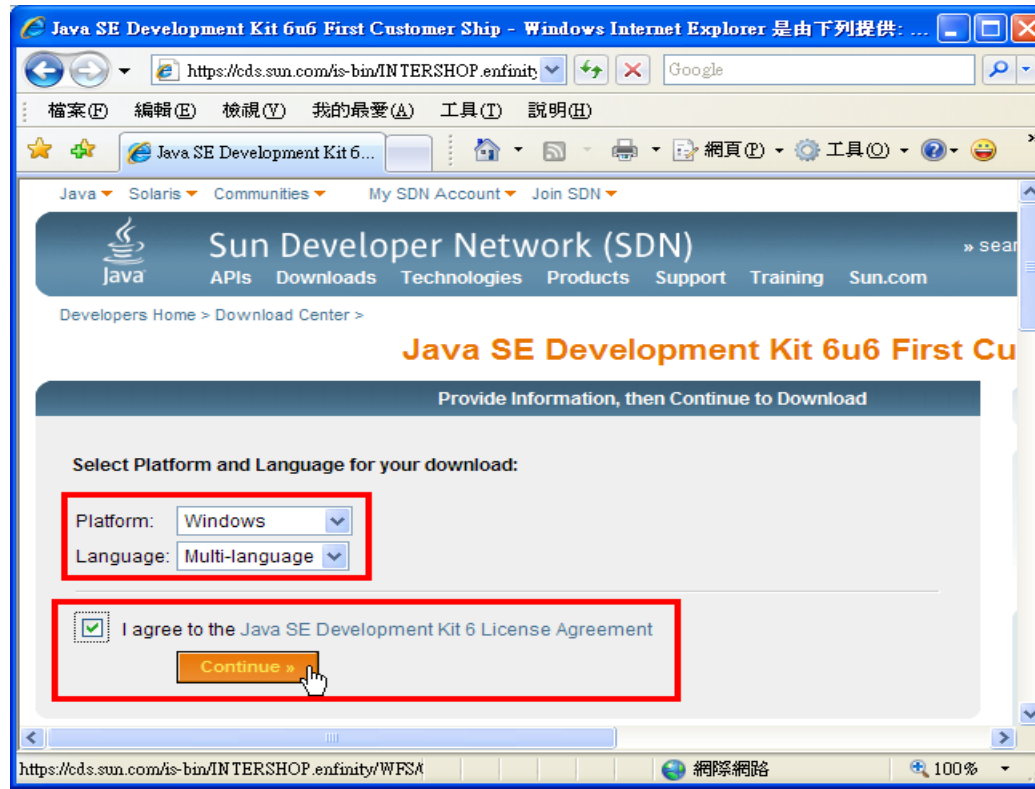 Java SE Development Kit 6u6 First Customer Ship - Windows Internet Explorer 是由下列提供: ...
https://cds.sun.com/is-bin/INTERSHOP.enfinity Google
檔案(F) 編輯(E) 檢視(V) 我的最愛(A) 工具(T) 說明(H)
Java SE Development Kit 6... 網頁(P) 工具(O) »
Java Solaris Communities My SDN Account Join SDN
Java Sun Developer Network (SDN) » sear
APIs Downloads Technologies Products Support Training Sun.com
Developers Home > Download Center >
Java SE Development Kit 6u6 First Cu
Provide Information, then Continue to Download
Select Platform and Language for your download:
Platform: Windows
Language: Multi-language
I agree to the Java SE Development Kit 6 License Agreement
Continue »
https://cds.sun.com/is-bin/INTERSHOP.enfinity/WFS/ 網際網路 100%